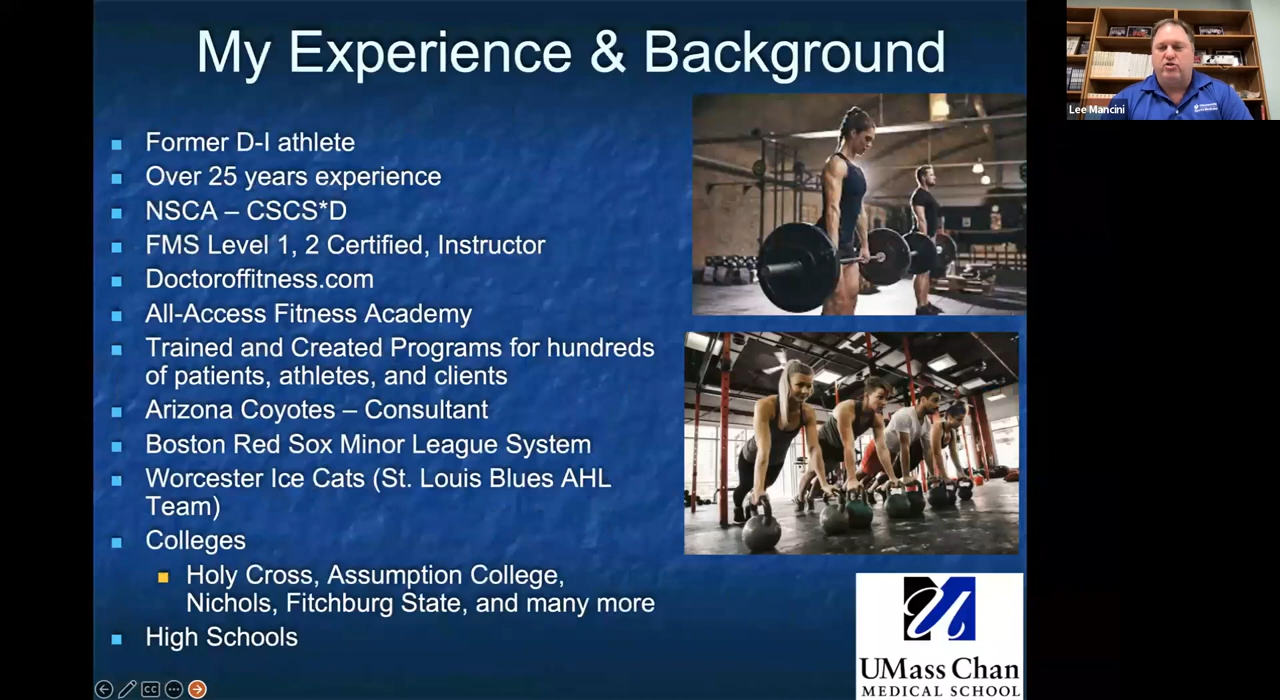 My Experience & Background
Lee Mancini
Former D-I athlete
Over 25 years experience
NSCA – CSCS*D
FMS Level 1, 2 Certified, Instructor
Doctoroffitness.com
All-Access Fitness Academy
Trained and Created Programs for hundreds
of patients, athletes, and clients
Arizona Coyotes – Consultant
Boston Red Sox Minor League System
Worcester Ice Cats (St. Louis Blues AHL
Team)
Colleges
Holy Cross, Assumption College,
Nichols, Fitchburg State, and many more
High Schools
CC
UMass Chan
MEDICAL SCHOOL